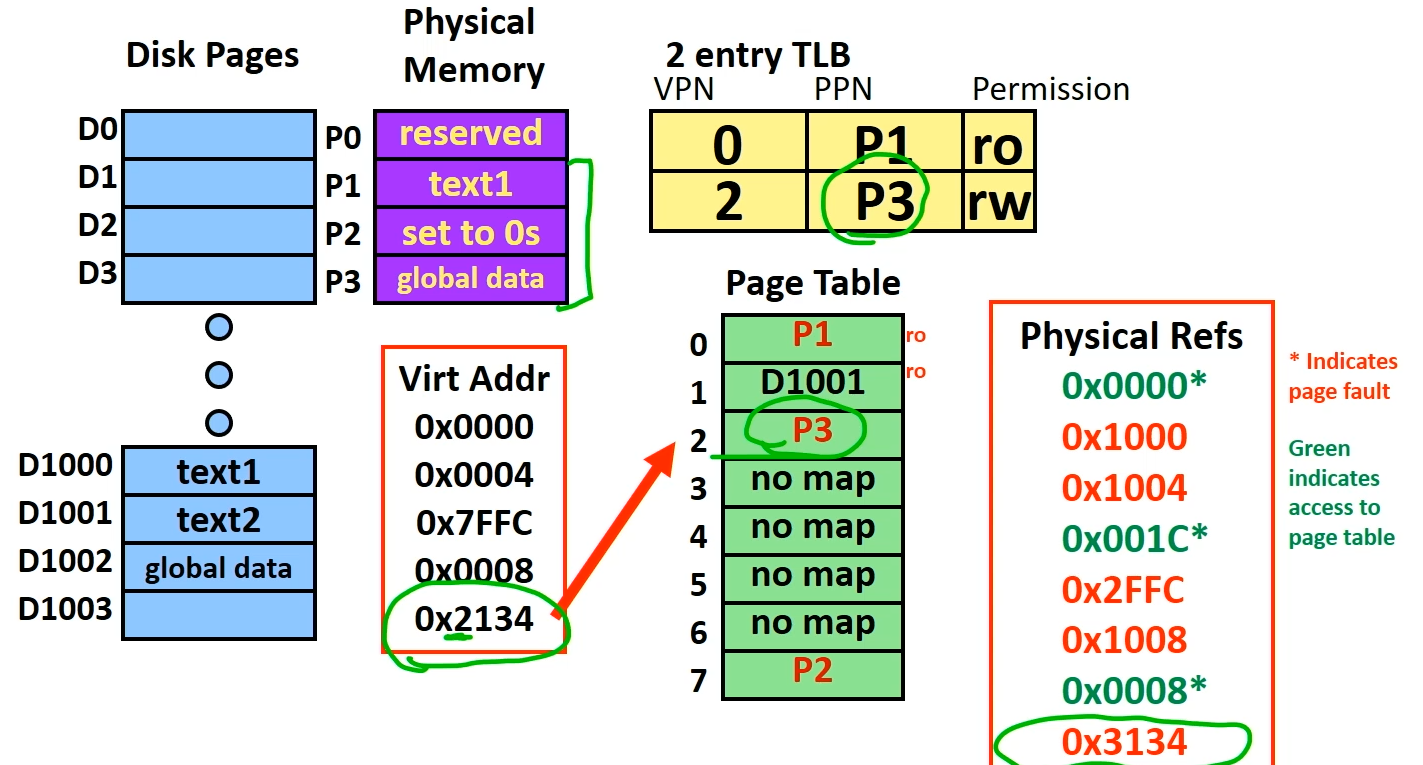 Disk Pages
D0
D1
D2
D3
D1000 text1
D1001 text2
D1002 global data
D1003
Physical
Memory
P0 reserved
P1 text1
P2 set to 0s
P3 global data
Virt Addr
0x0000
0x0004
0x7FFC
0x0008
0x2134
2 entry TLB
VPN PPN Permission
0 P1 ro
2 P3 rw
Page Table
0 P1 ro
1 D1001 ro
2 P3
3 no map
4 no map
5 no map
6 no map
7 P2
Physical Refs
0x0000*
0x1000
0x1004
0x001C*
0x2FFC
0x1008
0x0008*
0x3134
* Indicates
page fault
Green
indicates
access to
page table